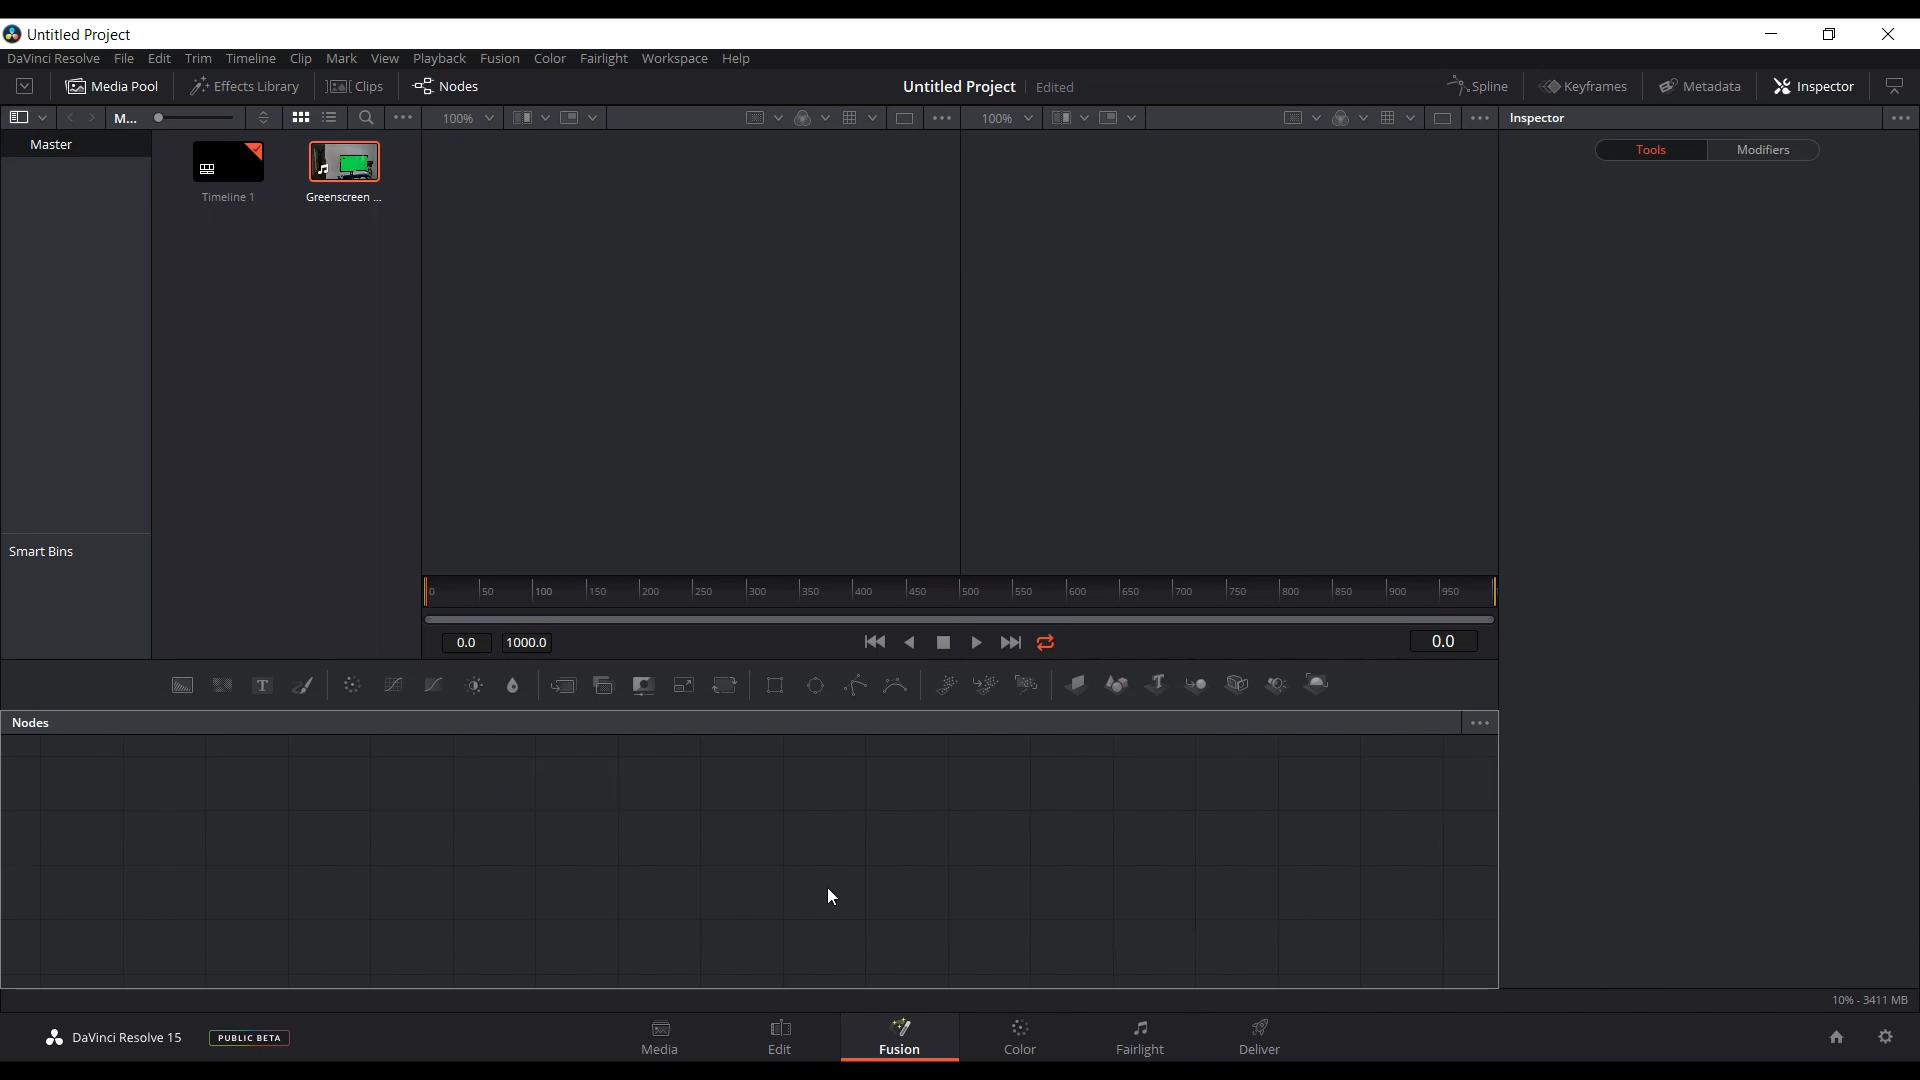 Untitled Project
DaVinci Resolve File Edit Trim Timeline Clip Mark View Playback Fusion Color Fairlight Workspace Help
Media Pool Effects Library Clips Nodes Untitled Project Edited Spline Keyframes Metadata Inspector
M... 100% 100% Inspector
Master
Tools Modifiers
Timeline 1 Greenscreen ...
Smart Bins
0 50 100 150 200 250 300 350 400 450 500 550 600 650 700 750 800 850 900 950
0.0 1000.0 0.0
T
Nodes
10% - 3411 MB
DaVinci Resolve 15 PUBLIC BETA
Media Edit Fusion Color Fairlight Deliver